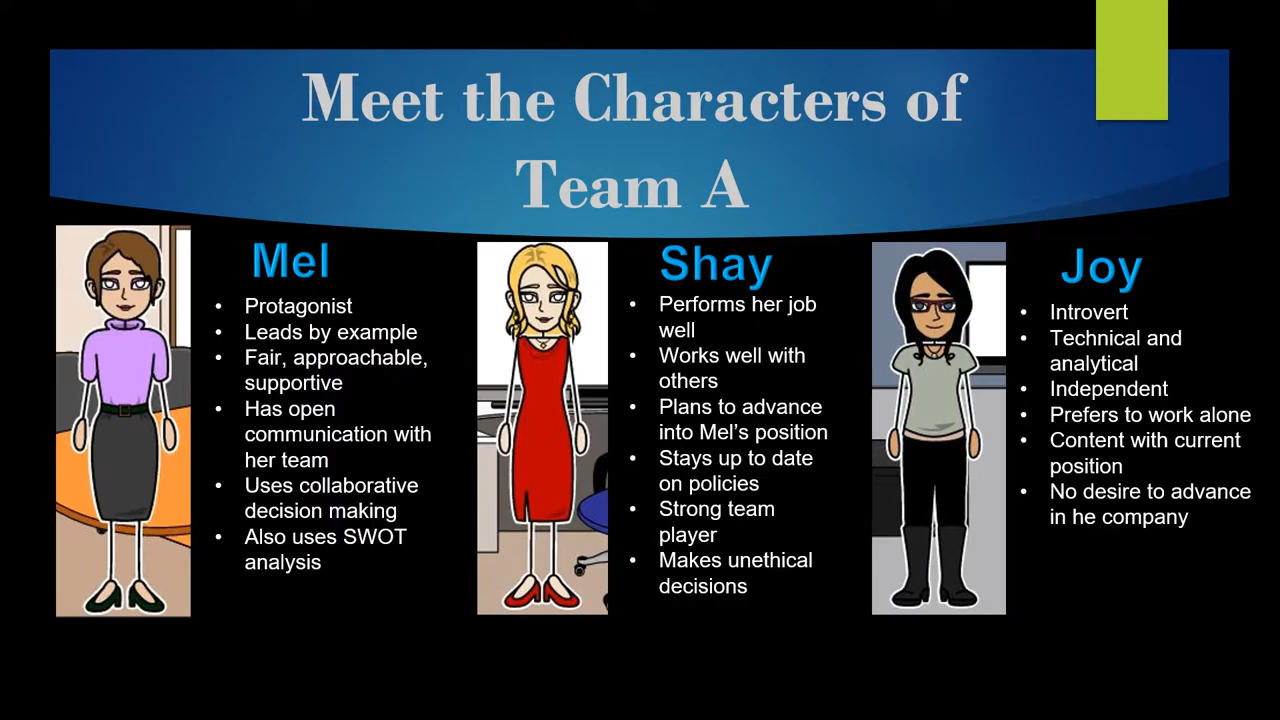 Meet the Characters of
Team A
Mel
• Protagonist
• Leads by example
• Fair, approachable,
supportive
• Has open
communication with
her team
• Uses collaborative
decision making
• Also uses SWOT
analysis
Shay
• Performs her job
well
• Works well with
others
• Plans to advance
into Mel’s position
• Stays up to date
on policies
• Strong team
player
• Makes unethical
decisions
Joy
• Introvert
• Technical and
analytical
• Independent
• Prefers to work alone
• Content with current
position
• No desire to advance
in he company